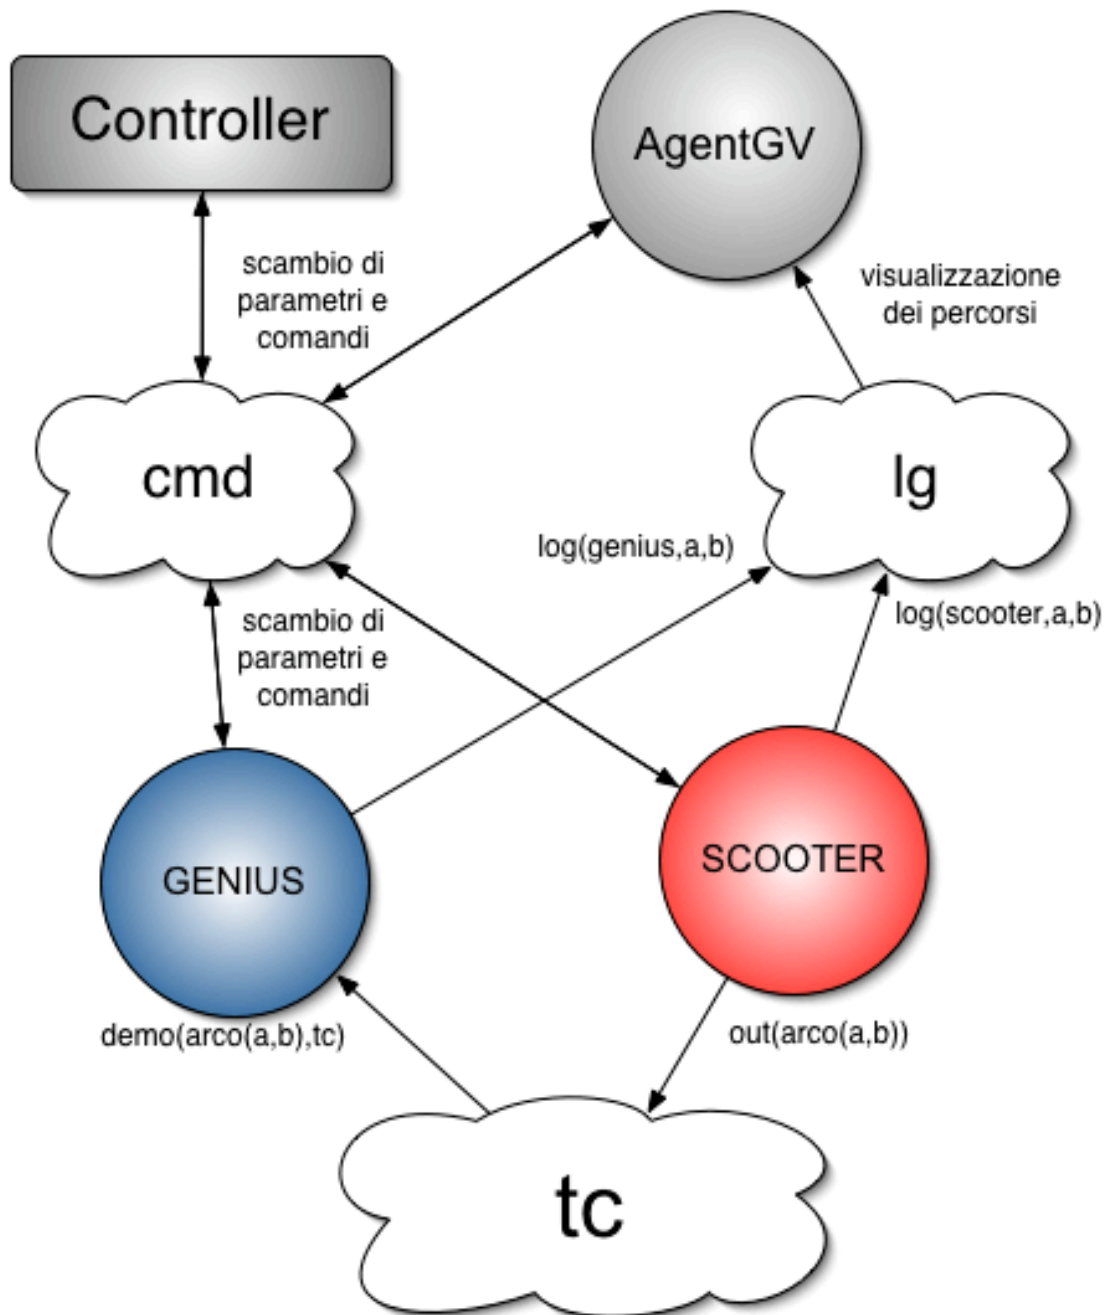 Controller
AgentGV
scambio di
parametri e
comandi
visualizzazione
dei percorsi
cmd
lg
log(genius,a,b)
log(scooter,a,b)
scambio di
parametri e
comandi
GENIUS
SCOOTER
demo(arco(a,b),tc)
out(arco(a,b))
tc